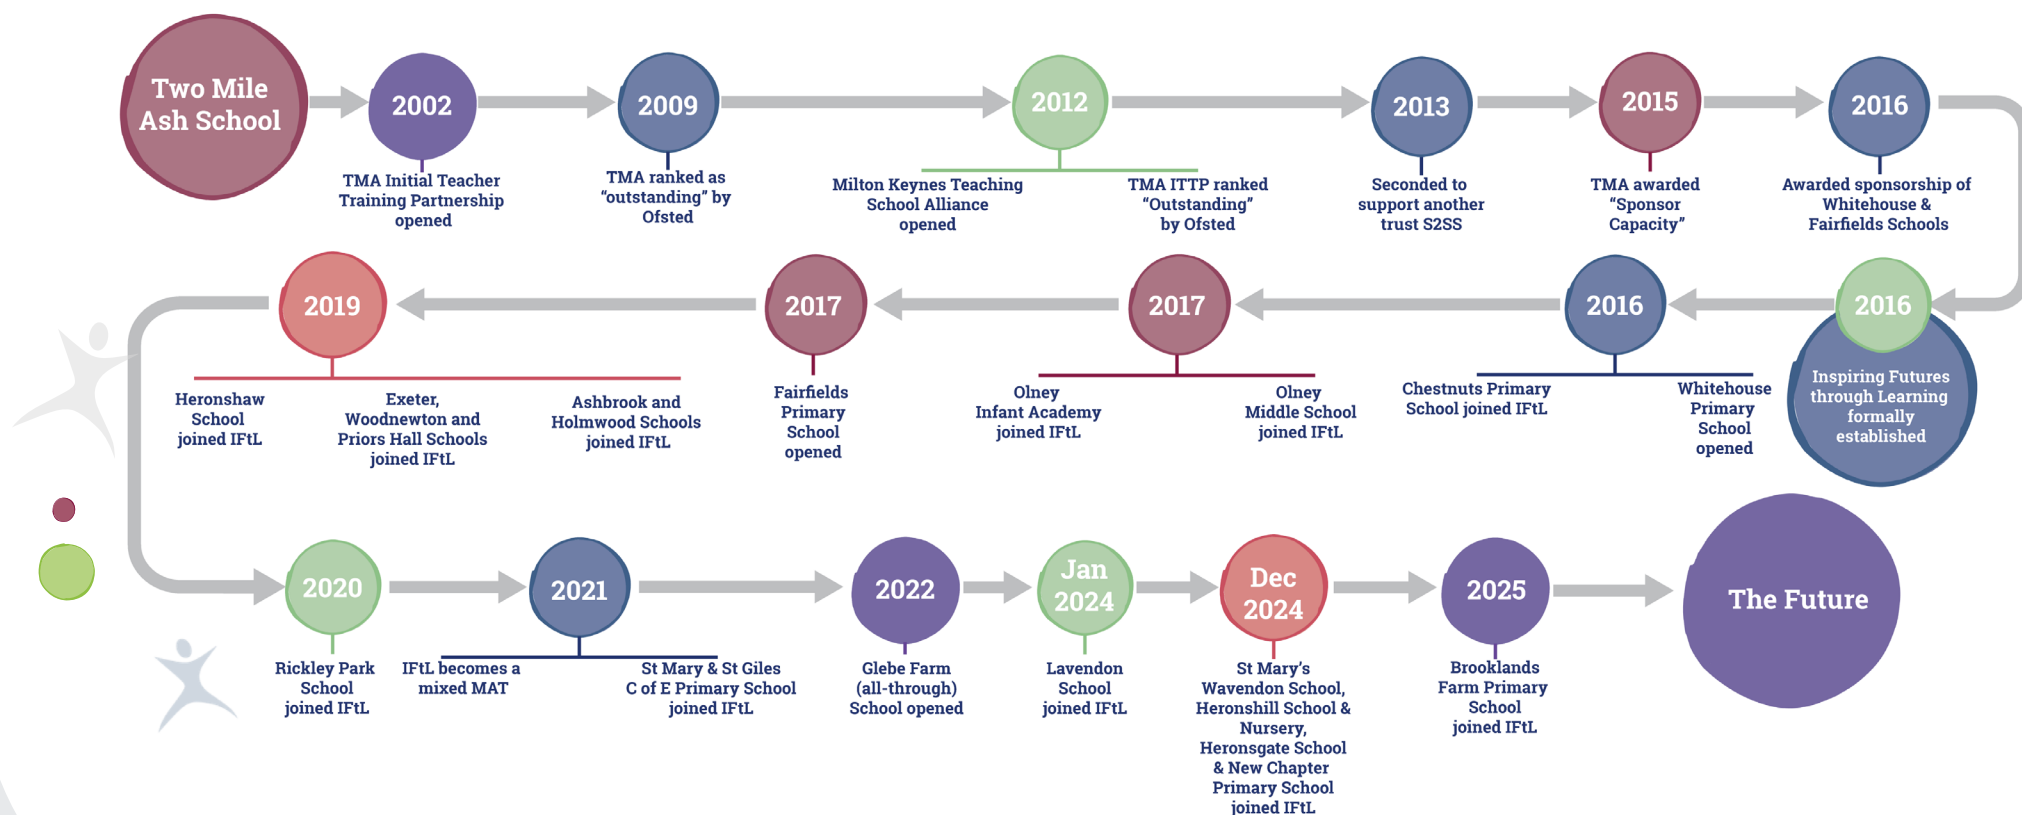 Two Mile
Ash School
2002
TMA Initial Teacher
Training Partnership
opened
2009
TMA ranked as
“outstanding” by
Ofsted
2012
Milton Keynes Teaching
School Alliance
opened
TMA ITTP ranked
“Outstanding”
by Ofsted
2013
Seconded to
support another
trust S2SS
2015
TMA awarded
“Sponsor
Capacity”
2016
Awarded sponsorship of
Whitehouse &
Fairfields Schools
2016
Inspiring Futures
through Learning
formally
established
2016
Chestnuts Primary
School joined IFtL
Whitehouse
Primary
School
opened
2017
Olney
Infant Academy
joined IFtL
Olney
Middle School
joined IFtL
2017
Fairfields
Primary
School
opened
2019
Heronshaw
School
joined IFtL
Exeter,
Woodnewton and
Priors Hall Schools
joined IFtL
Ashbrook and
Holmwood Schools
joined IFtL
2020
Rickley Park
School
joined IFtL
2021
IFtL becomes a
mixed MAT
St Mary & St Giles
C of E Primary School
joined IFtL
2022
Glebe Farm
(all-through)
School opened
Jan
2024
Lavendon
School
joined IFtL
Dec
2024
St Mary’s
Wavendon School,
Heronshill School &
Nursery,
Heronsgate School
& New Chapter
Primary School
joined IFtL
2025
Brooklands
Farm Primary
School
joined IFtL
The Future